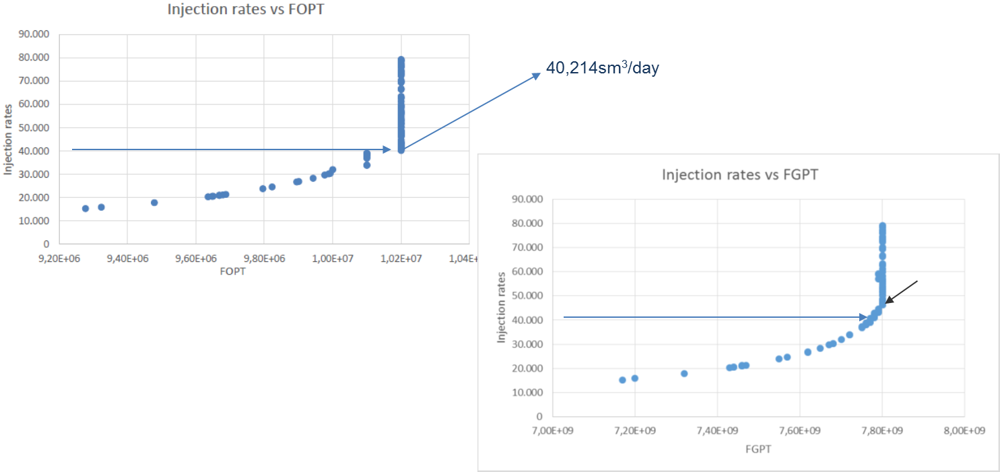 Injection rates vs FOPT
90.000
80.000
70.000
60.000
50.000
40.000
30.000
20.000
10.000
0
Injection rates
9,20E+06 9,40E+06 9,60E+06 9,80E+06 1,00E+07 1,02E+07 1,04E+
FOPT
40,214sm³/day
Injection rates vs FGPT
90.000
80.000
70.000
60.000
50.000
40.000
30.000
20.000
10.000
0
Injection rates
7,00E+09 7,20E+09 7,40E+09 7,60E+09 7,80E+09 8,00E+09
FGPT